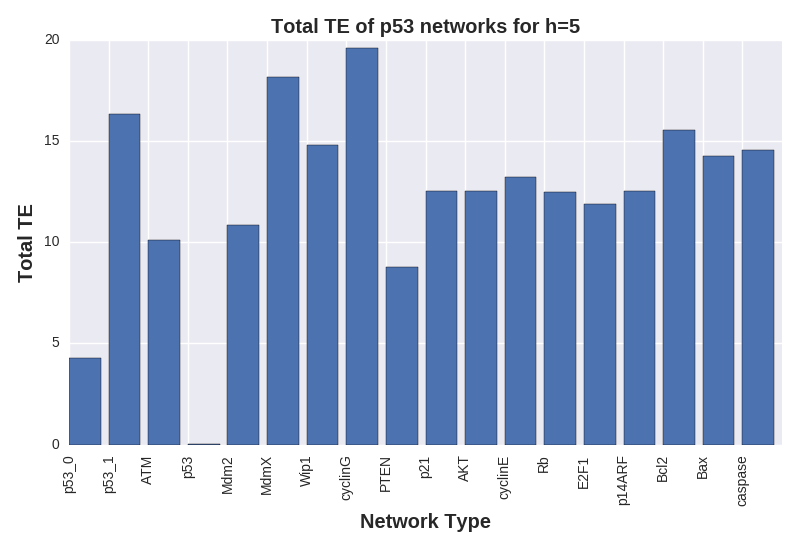 Total TE of p53 networks for h=5
20
15
10
5
0
Total TE
p53_0
p53_1
ATM
p53
Mdm2
MdmX
Wip1
cyclinG
PTEN
p21
AKT
cyclinE
Rb
E2F1
p14ARF
Bcl2
Bax
caspase
Network Type